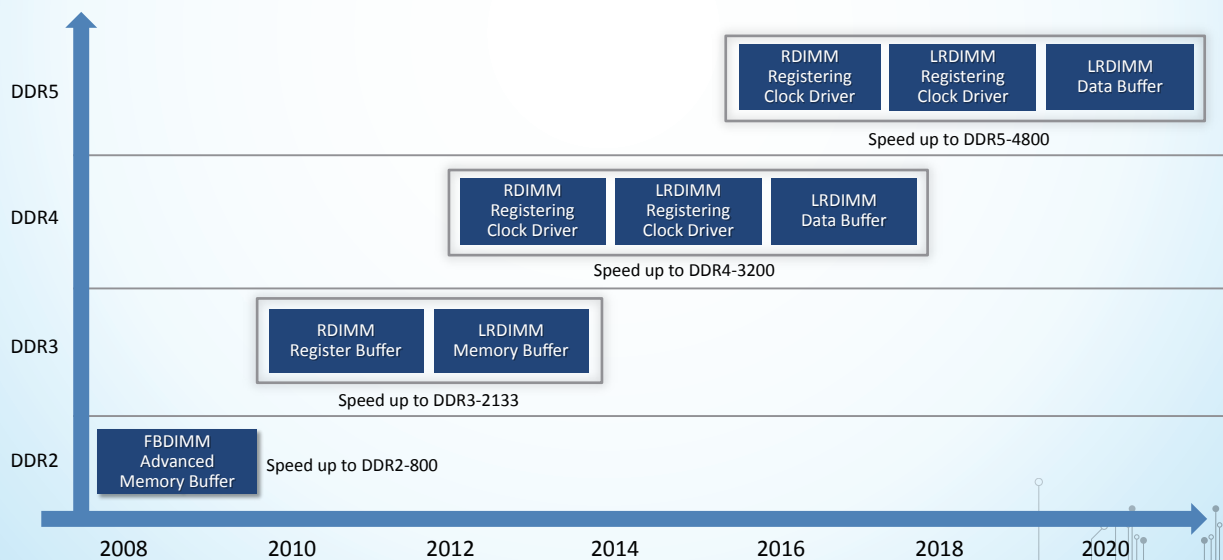 DDR5
RDIMM
Registering
Clock Driver
LRDIMM
Registering
Clock Driver
LRDIMM
Data Buffer
Speed up to DDR5-4800
DDR4
RDIMM
Registering
Clock Driver
LRDIMM
Registering
Clock Driver
LRDIMM
Data Buffer
Speed up to DDR4-3200
DDR3
RDIMM
Register Buffer
LRDIMM
Memory Buffer
Speed up to DDR3-2133
DDR2
FBDIMM
Advanced
Memory Buffer
Speed up to DDR2-800
2008 2010 2012 2014 2016 2018 2020